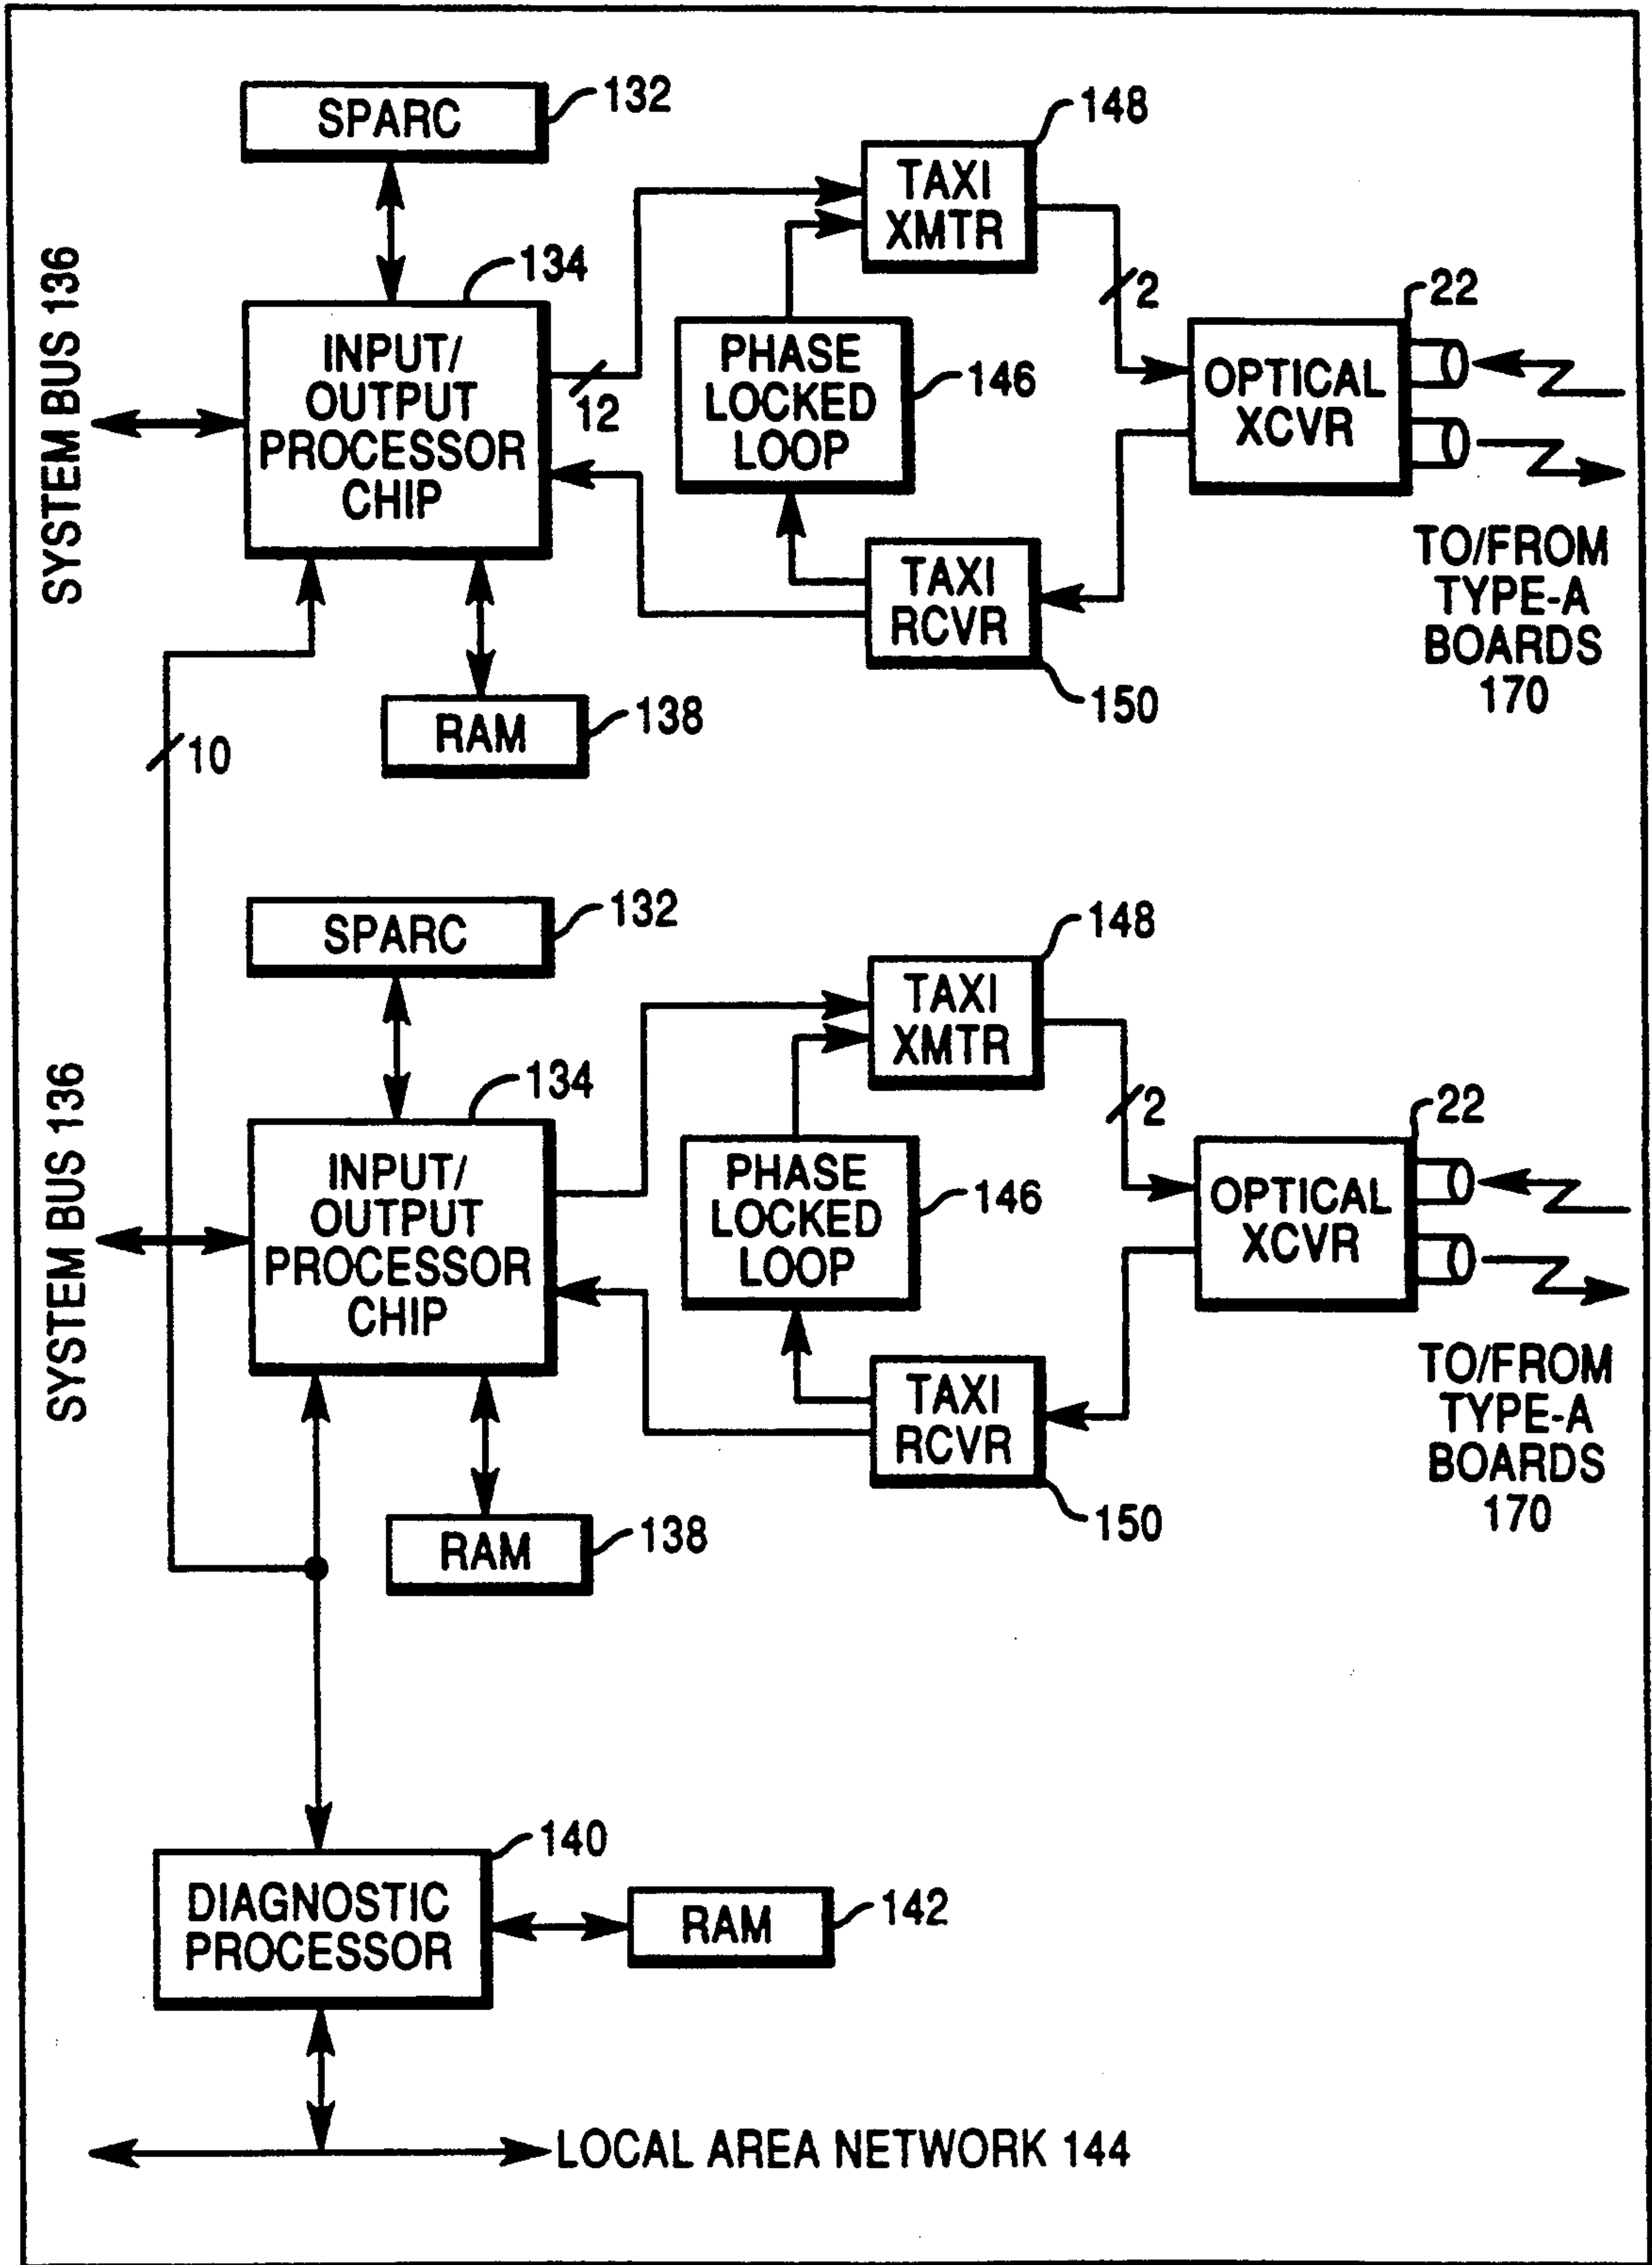 SPARC
132
148
TAXI
XMTR
SYSTEM BUS 136
134
INPUT/
OUTPUT
PROCESSOR
CHIP
12
PHASE
LOCKED
LOOP
146
2
22
OPTICAL
XCVR
TO/FROM
TYPE-A
BOARDS
170
TAXI
RCVR
150
RAM
138
10
SPARC
132
148
TAXI
XMTR
SYSTEM BUS 136
134
INPUT/
OUTPUT
PROCESSOR
CHIP
PHASE
LOCKED
LOOP
146
2
22
OPTICAL
XCVR
TO/FROM
TYPE-A
BOARDS
170
TAXI
RCVR
150
RAM
138
140
DIAGNOSTIC
PROCESSOR
RAM
142
LOCAL AREA NETWORK 144